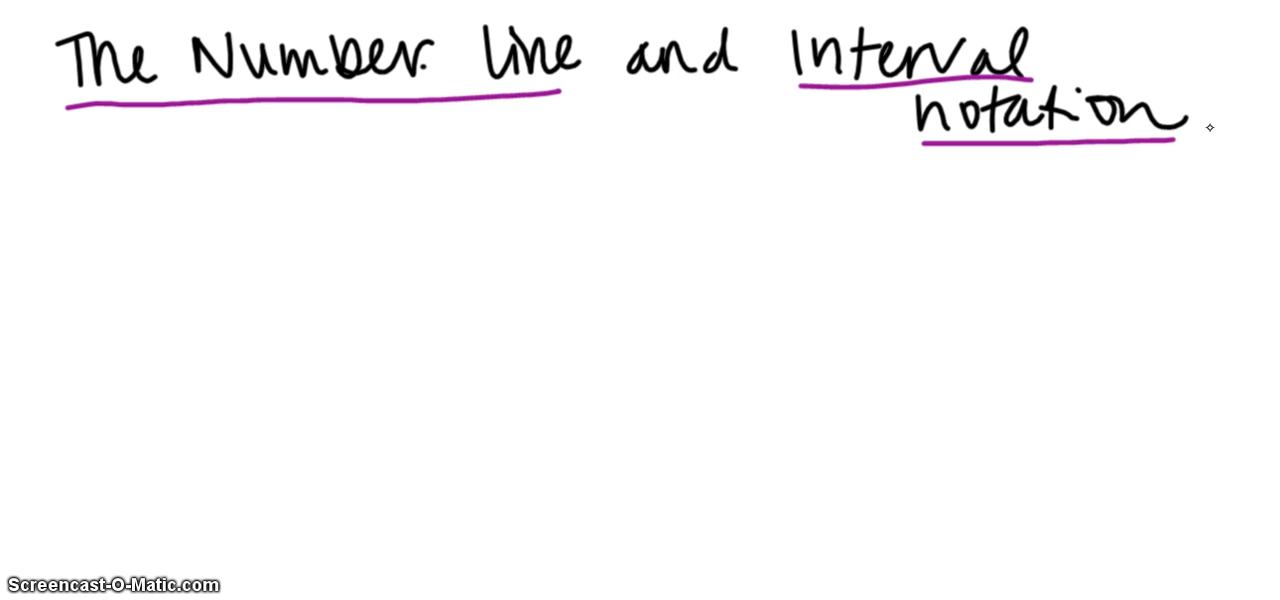 The Number line and Interval
notation
Screencast-O-Matic.com